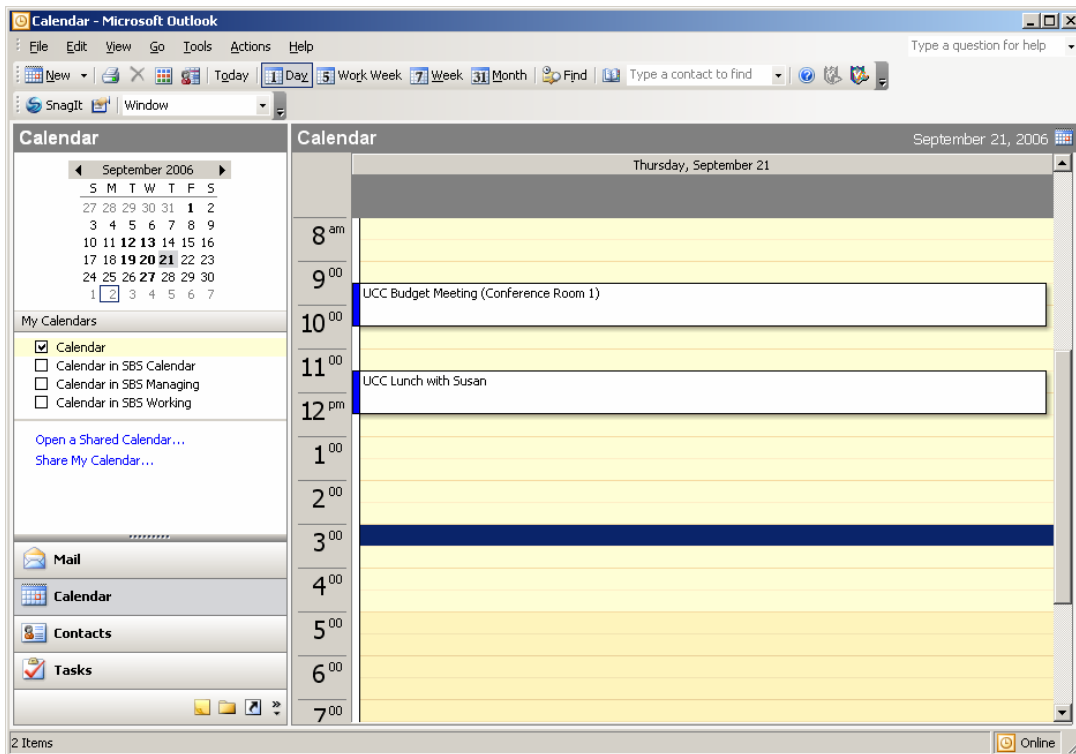 Calendar - Microsoft Outlook
File Edit View Go Tools Actions Help
Type a question for help
New Today 1 Day 5 Work Week 7 Week 31 Month Find Type a contact to find
SnagIt Window
Calendar
September 2006
S M T W T F S
27 28 29 30 31 1 2
3 4 5 6 7 8 9
10 11 12 13 14 15 16
17 18 19 20 21 22 23
24 25 26 27 28 29 30
1 2 3 4 5 6 7
My Calendars
Calendar
Calendar in SBS Calendar
Calendar in SBS Managing
Calendar in SBS Working
Open a Shared Calendar...
Share My Calendar...
Mail
Calendar
Contacts
Tasks
Calendar September 21, 2006
Thursday, September 21
8 am
9 00
UCC Budget Meeting (Conference Room 1)
10 00
11 00
UCC Lunch with Susan
12 pm
1 00
2 00
3 00
4 00
5 00
6 00
7 00
2 Items
Online